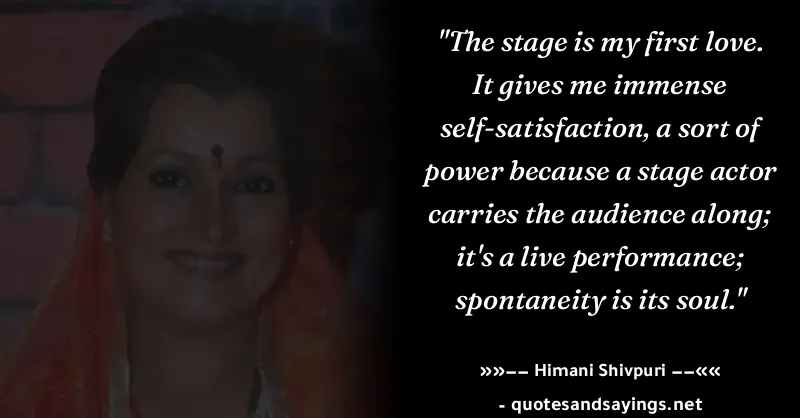 "The stage is my first love.
It gives me immense
self-satisfaction, a sort of
power because a stage actor
carries the audience along;
it's a live performance;
spontaneity is its soul."
»»−− Himani Shivpuri −−««
- quotesandsayings.net